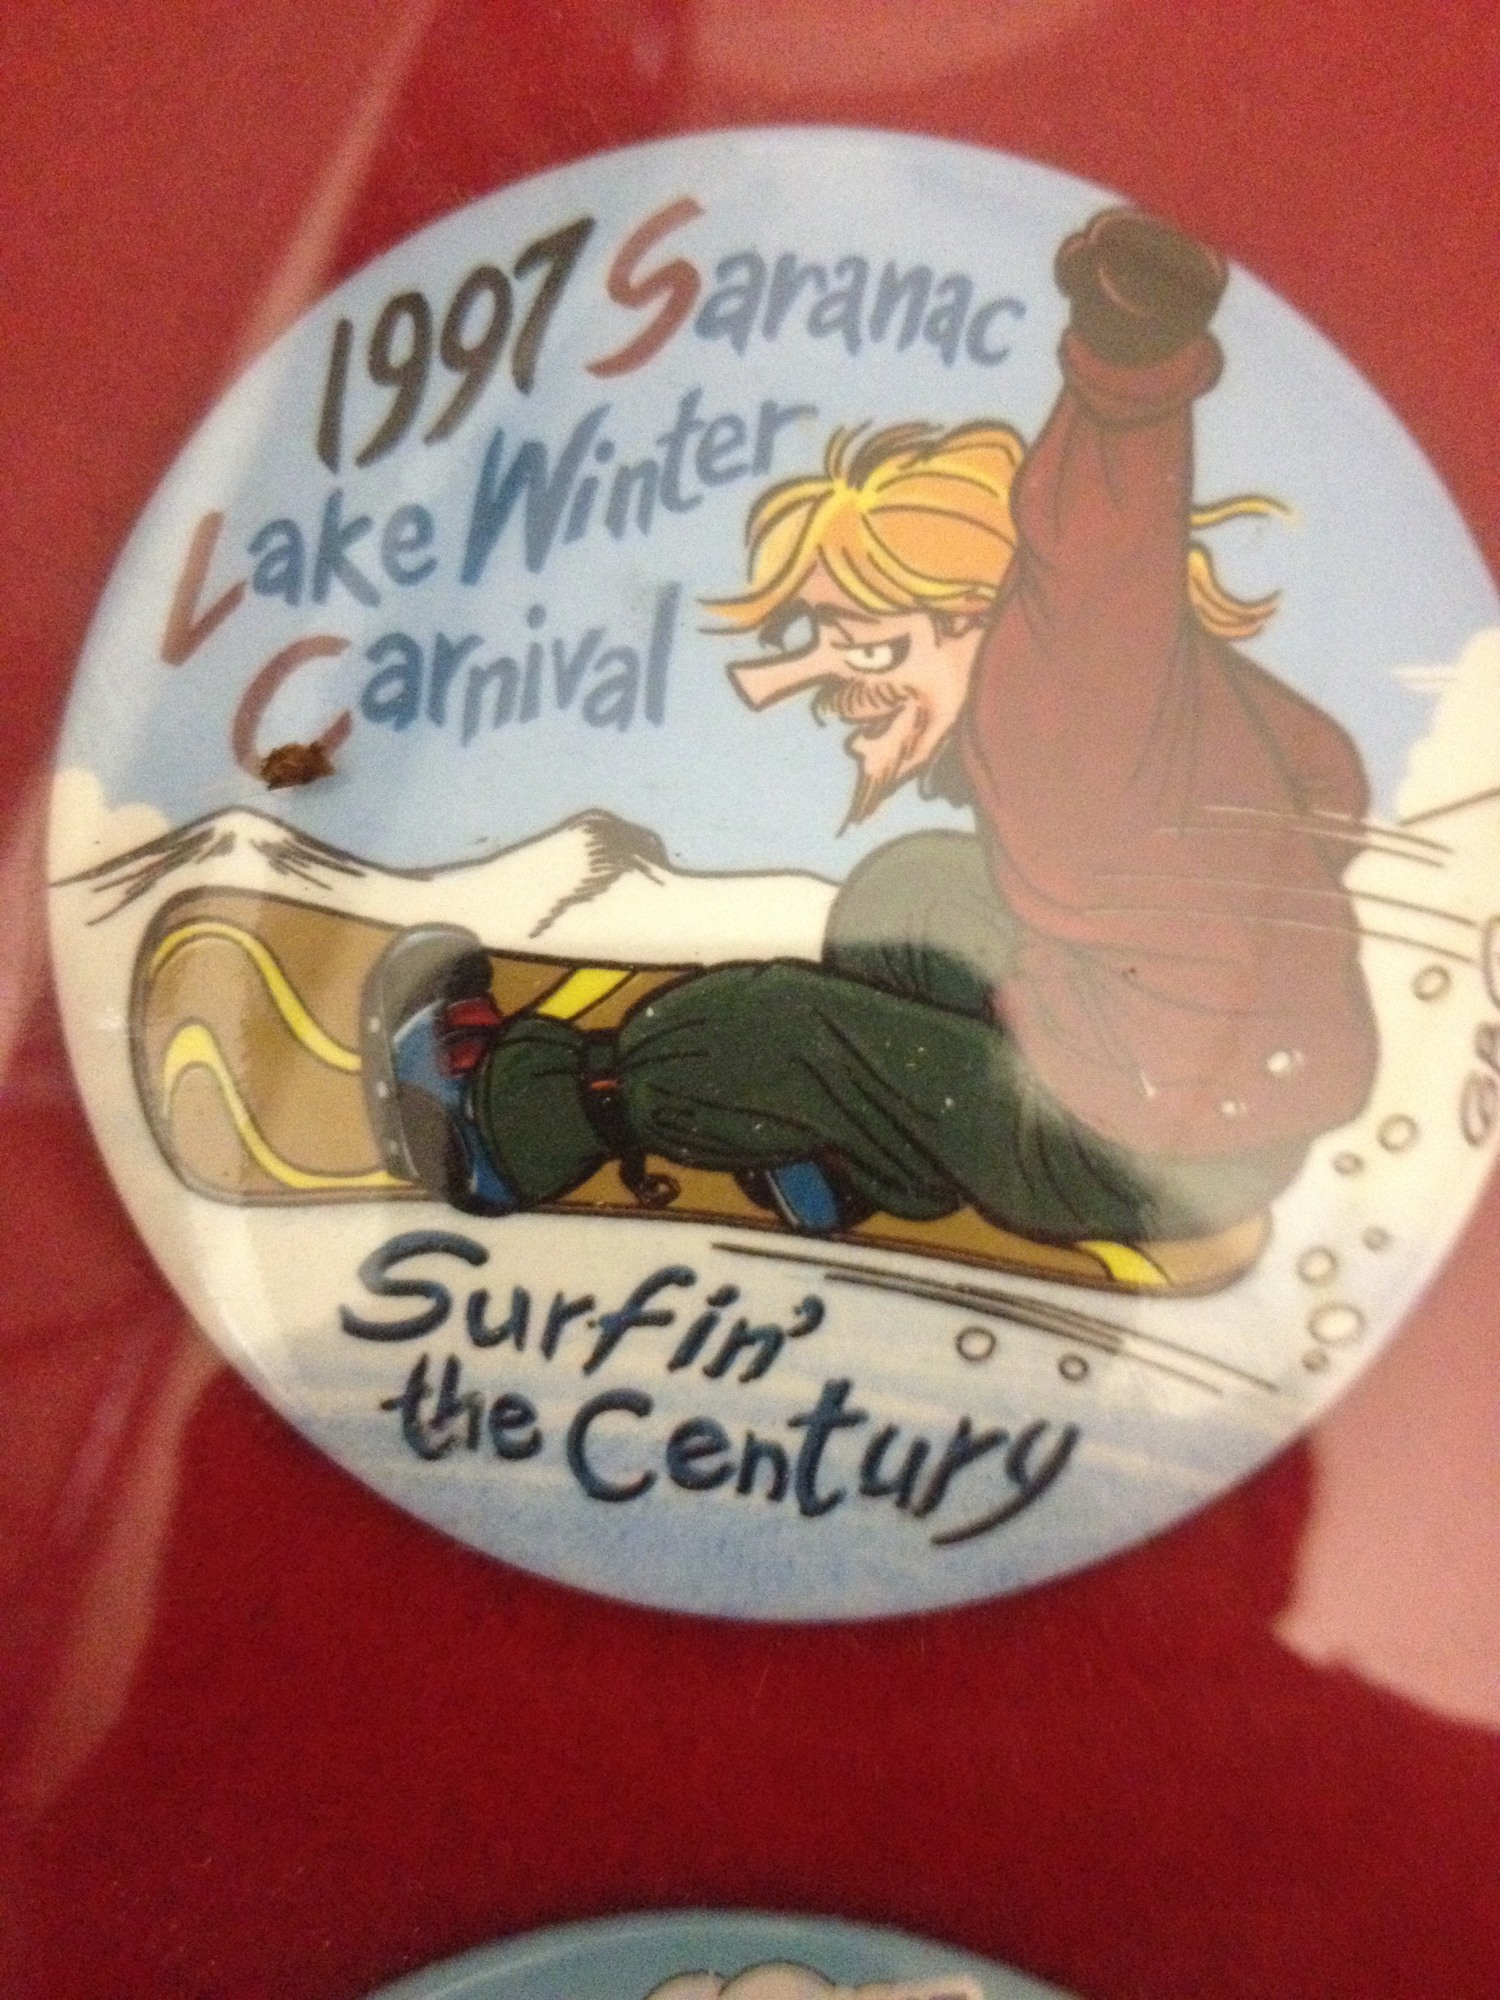 1997 Saranac
Lake Winter
Carnival
Surfin'
the Century